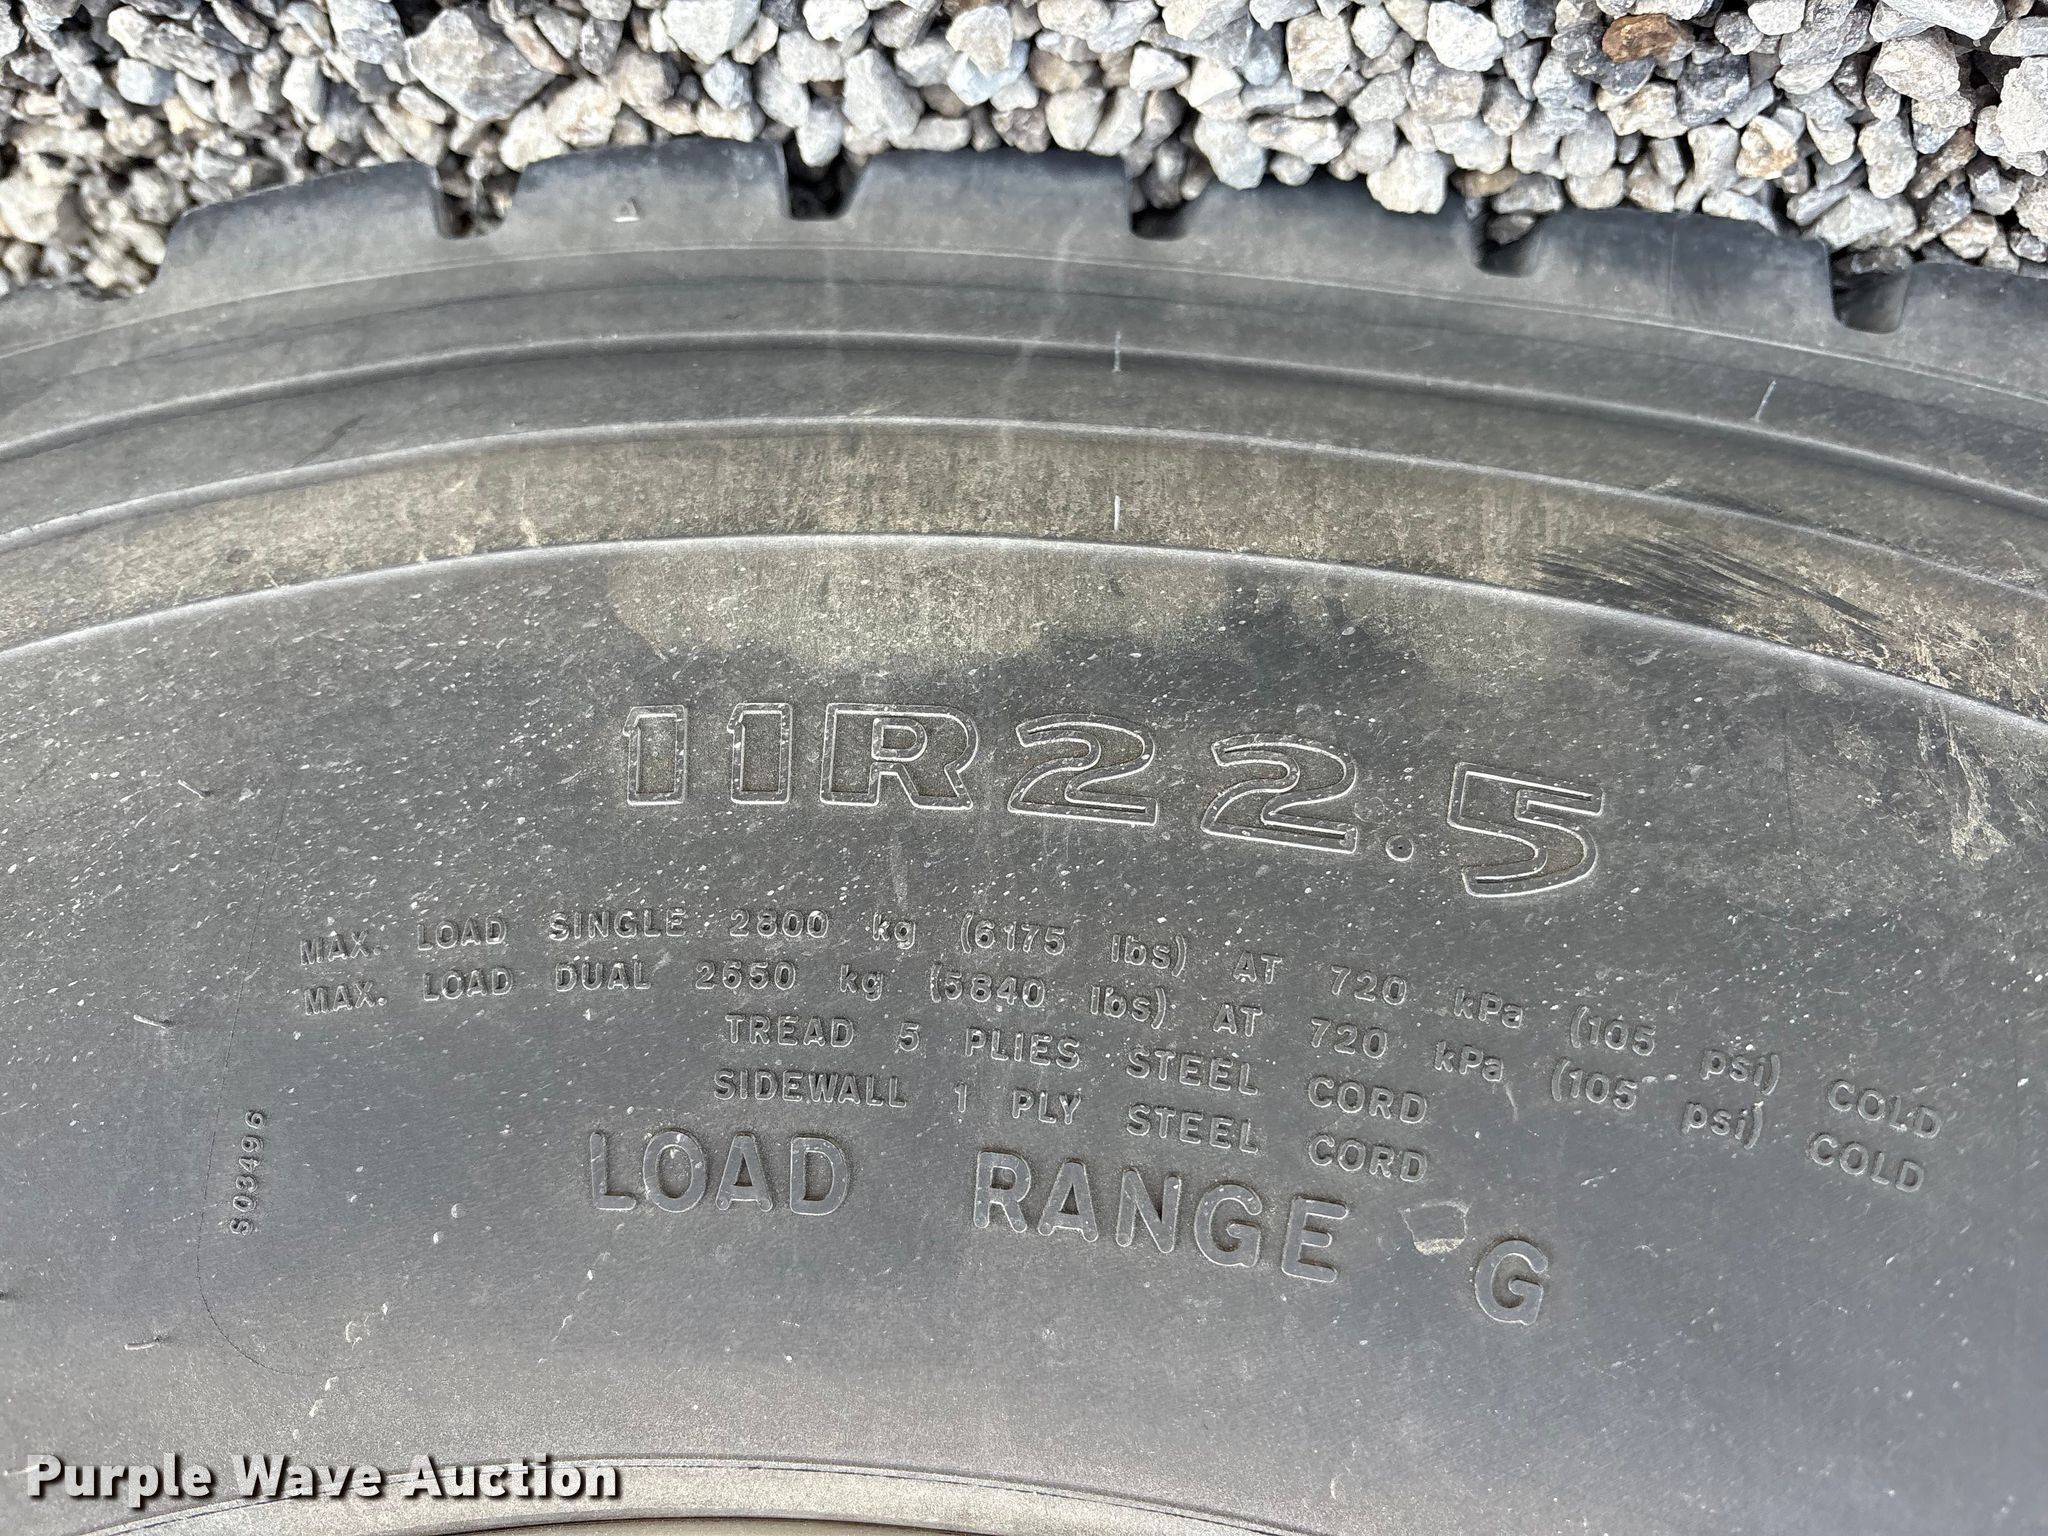 11R22.5
MAX. LOAD SINGLE 2800 kg (6175 lbs) AT 720 kPa (105 psi) COLD
MAX. LOAD DUAL 2650 kg (5840 lbs) AT 720 kPa (105 psi) COLD
TREAD 5 PLIES STEEL CORD
SIDEWALL 1 PLY STEEL CORD
LOAD RANGE G
S03496
Purple Wave Auction